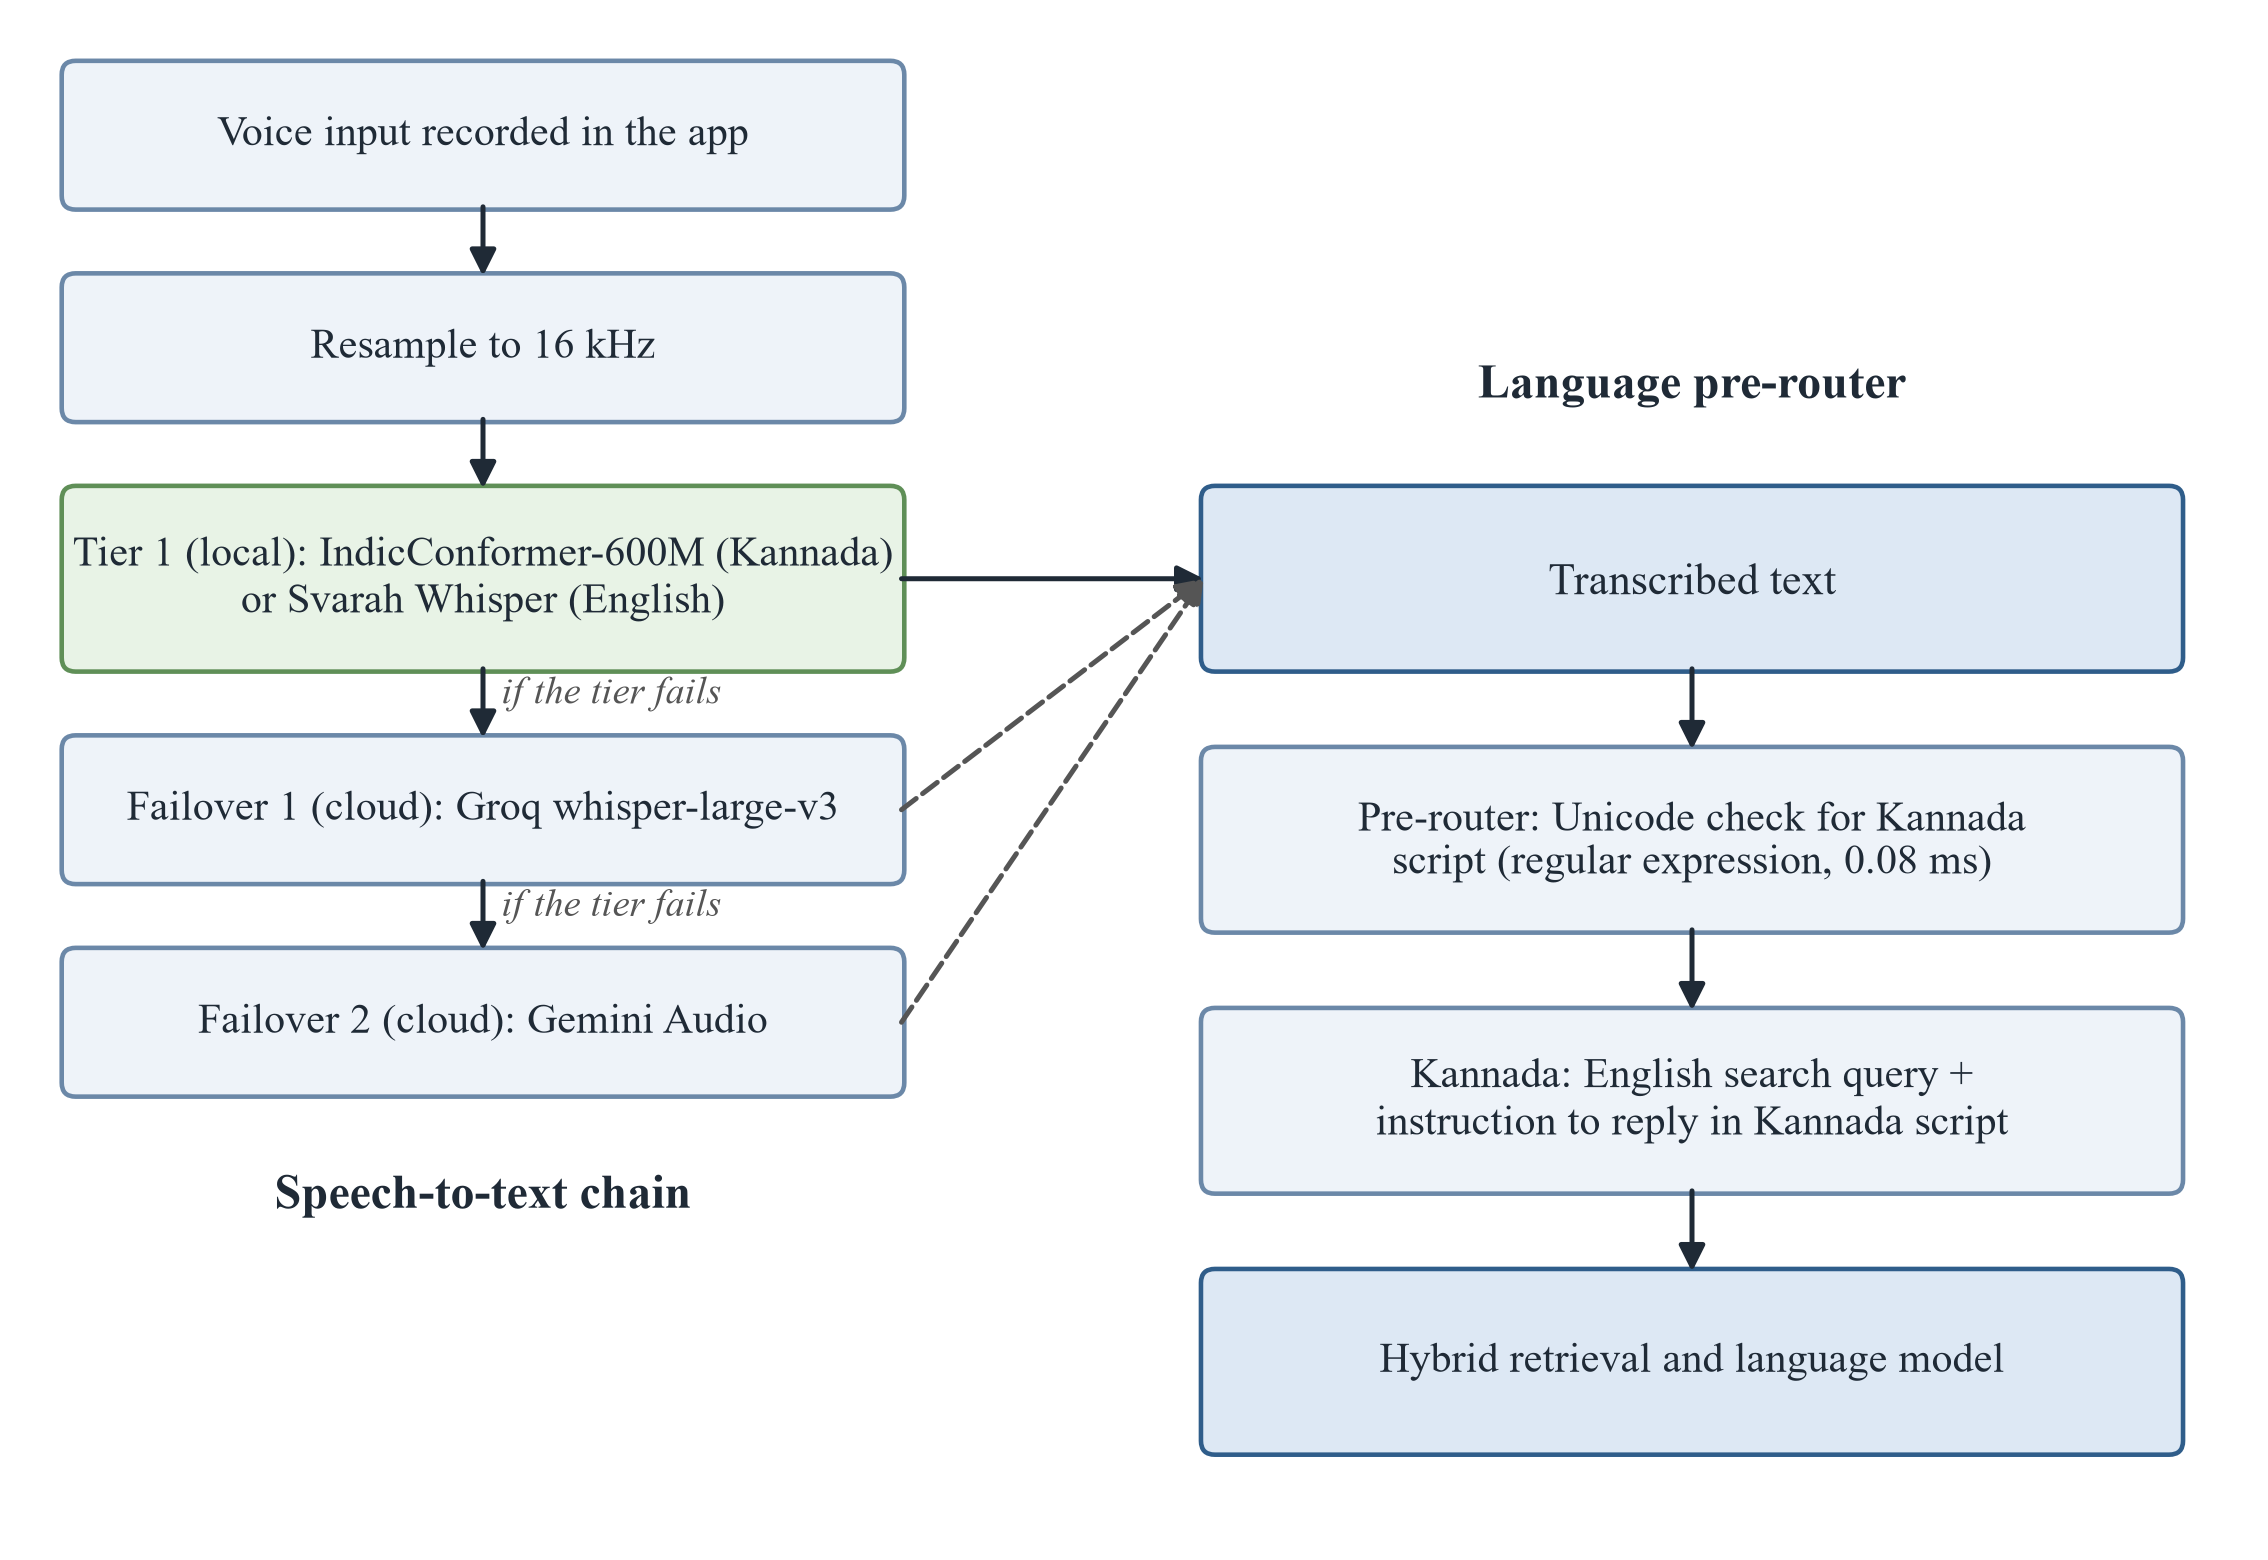 Voice input recorded in the app
Resample to 16 kHz
Tier 1 (local): IndicConformer-600M (Kannada)
or Svarah Whisper (English)
if the tier fails
Failover 1 (cloud): Groq whisper-large-v3
if the tier fails
Failover 2 (cloud): Gemini Audio
Speech-to-text chain
Language pre-router
Transcribed text
Pre-router: Unicode check for Kannada
script (regular expression, 0.08 ms)
Kannada: English search query +
instruction to reply in Kannada script
Hybrid retrieval and language model